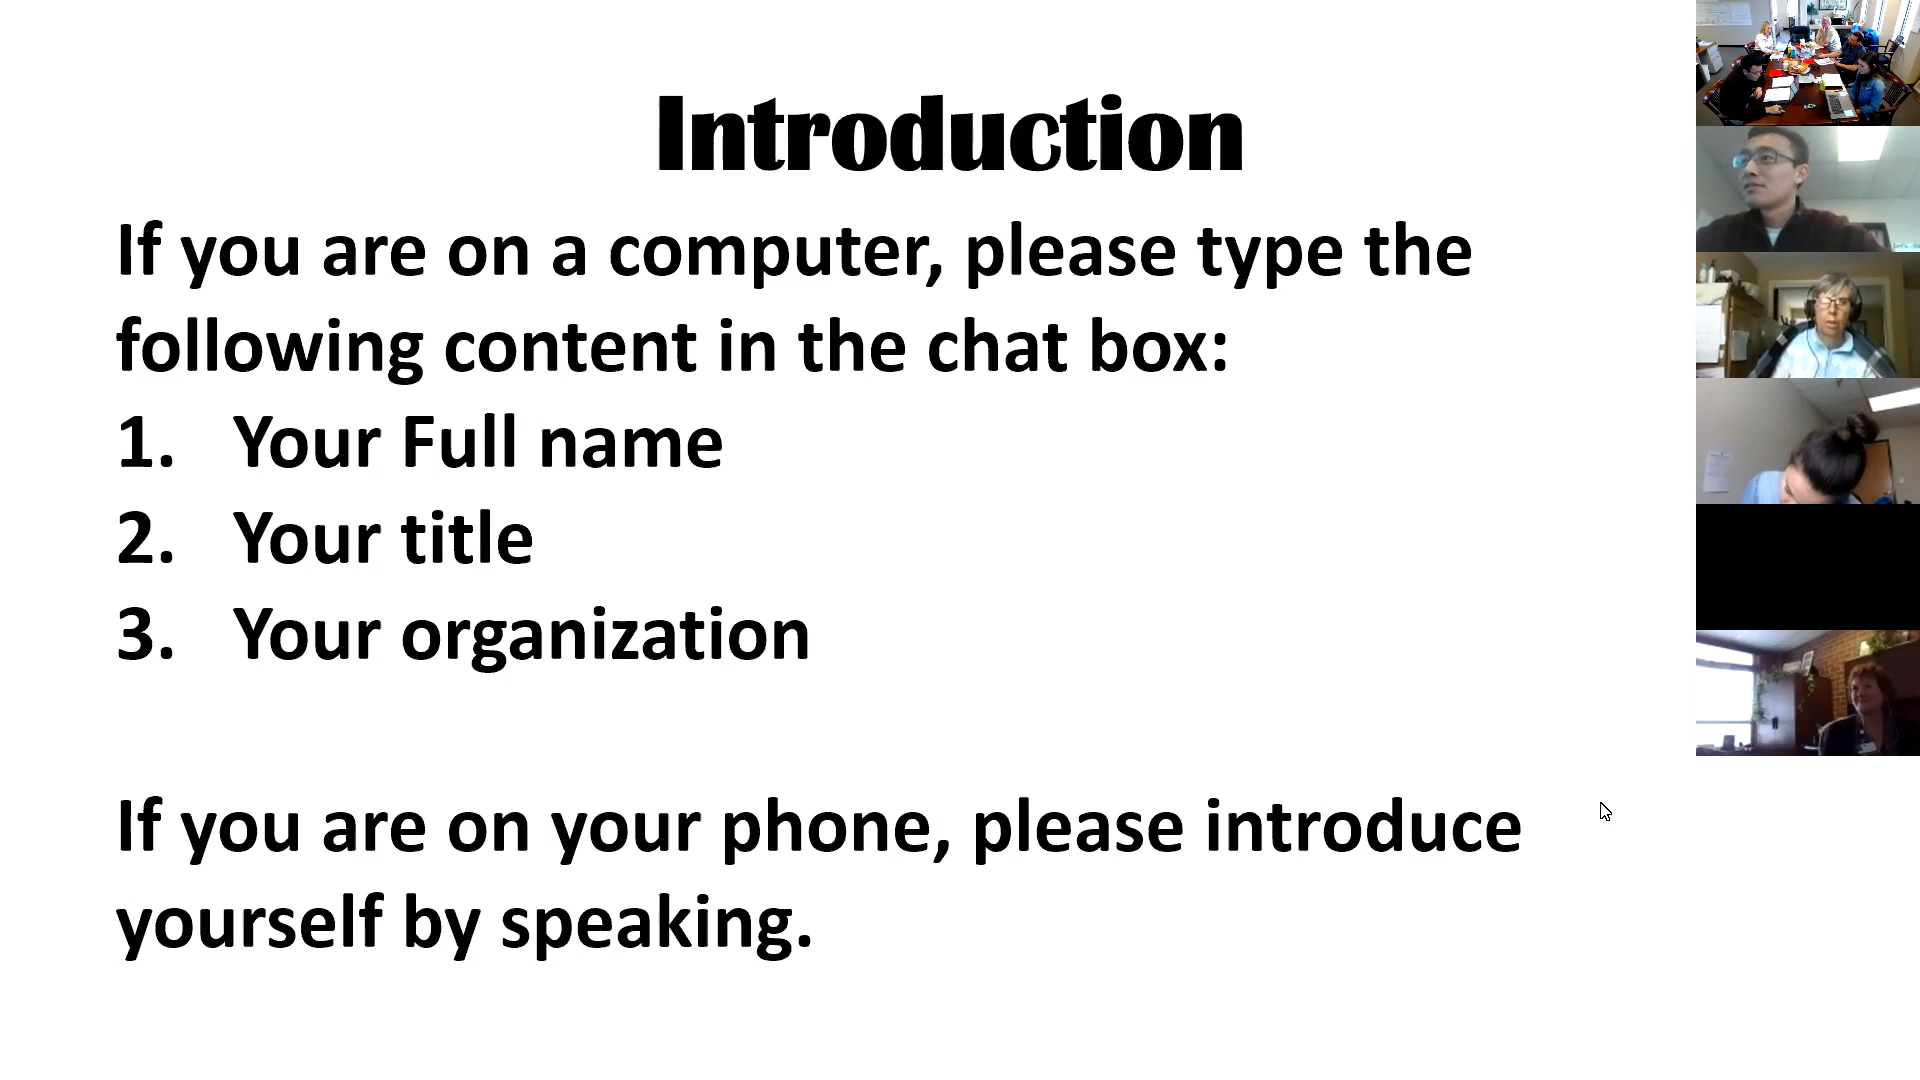 Introduction
If you are on a computer, please type the
following content in the chat box:
1. Your Full name
2. Your title
3. Your organization
If you are on your phone, please introduce
yourself by speaking.